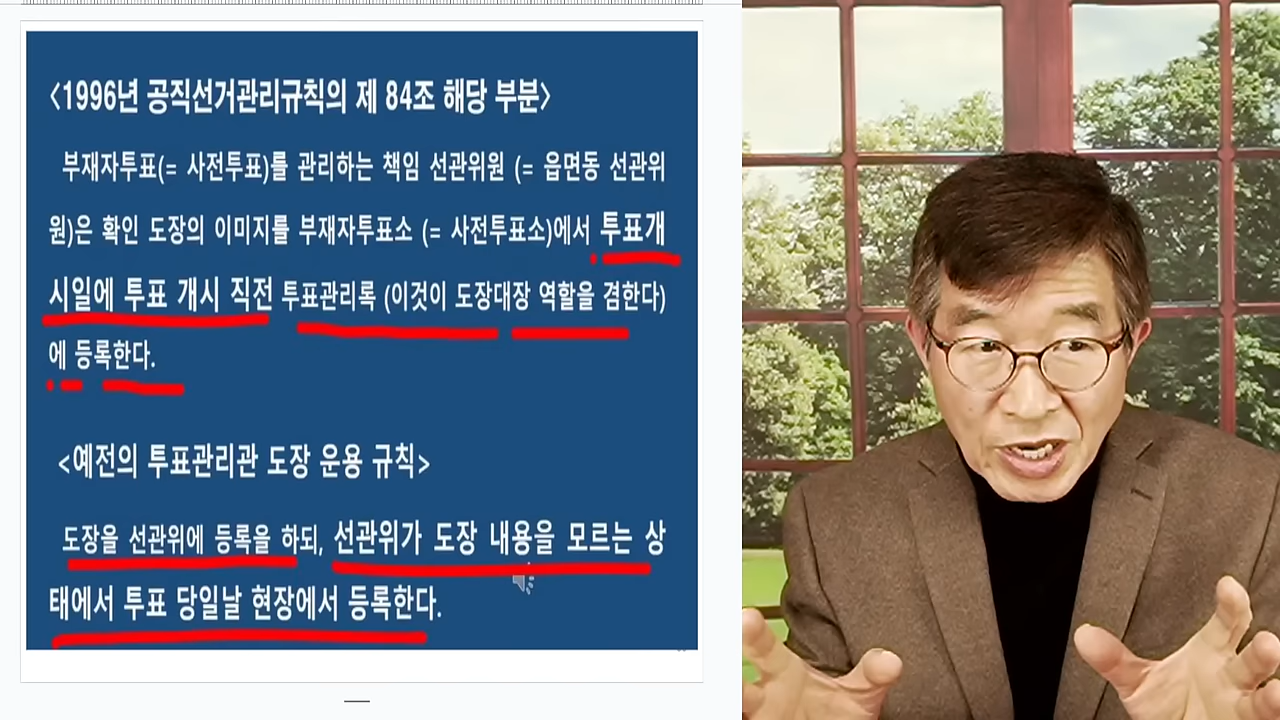 <1996년 공직선거관리규칙의 제 84조 해당 부분>
부재자투표(= 사전투표)를 관리하는 책임 선관위원 (= 읍면동 선관위
원)은 확인 도장의 이미지를 부재자투표소 (= 사전투표소)에서 투표개
시일에 투표 개시 직전 투표관리록 (이것이 도장대장 역할을 겸한다)
에 등록한다.
<예전의 투표관리관 도장 운용 규칙>
도장을 선관위에 등록을 하되, 선관위가 도장 내용을 모르는 상
태에서 투표 당일날 현장에서 등록한다.